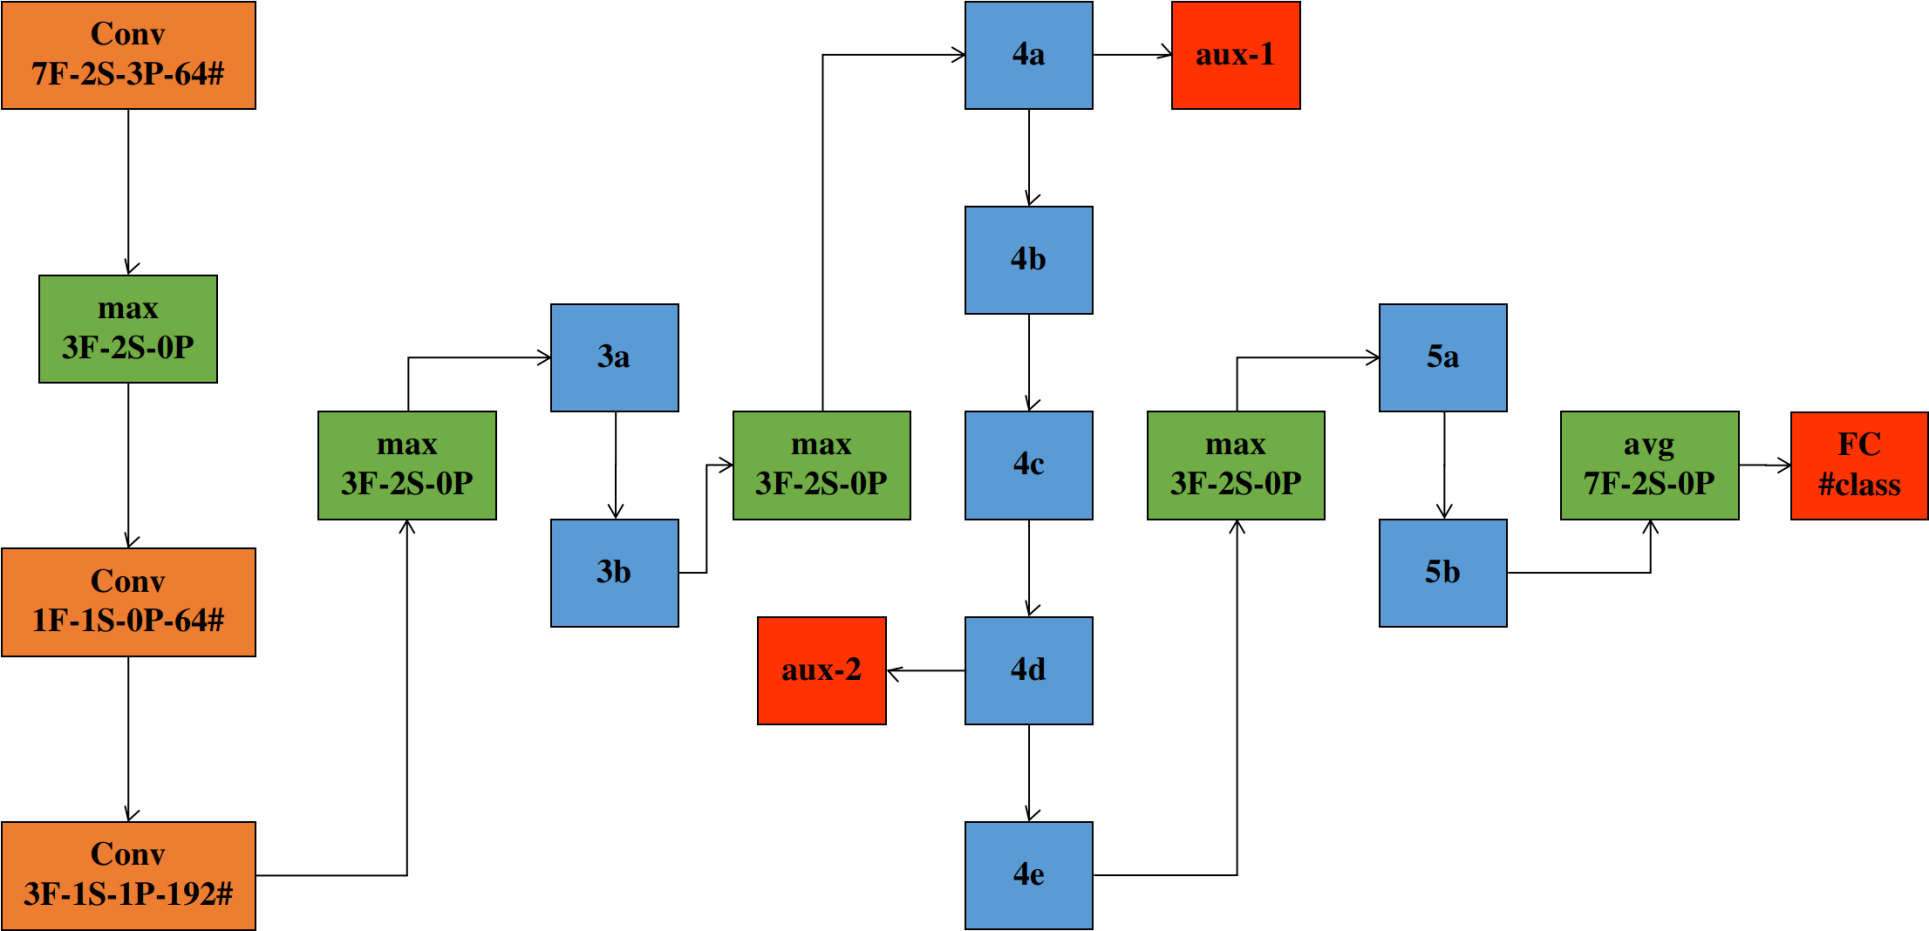 Conv
7F-2S-3P-64#
max
3F-2S-0P
Conv
1F-1S-0P-64#
Conv
3F-1S-1P-192#
max
3F-2S-0P
3a
3b
max
3F-2S-0P
4a
aux-1
4b
4c
4d
aux-2
4e
max
3F-2S-0P
5a
5b
avg
7F-2S-0P
FC
#class